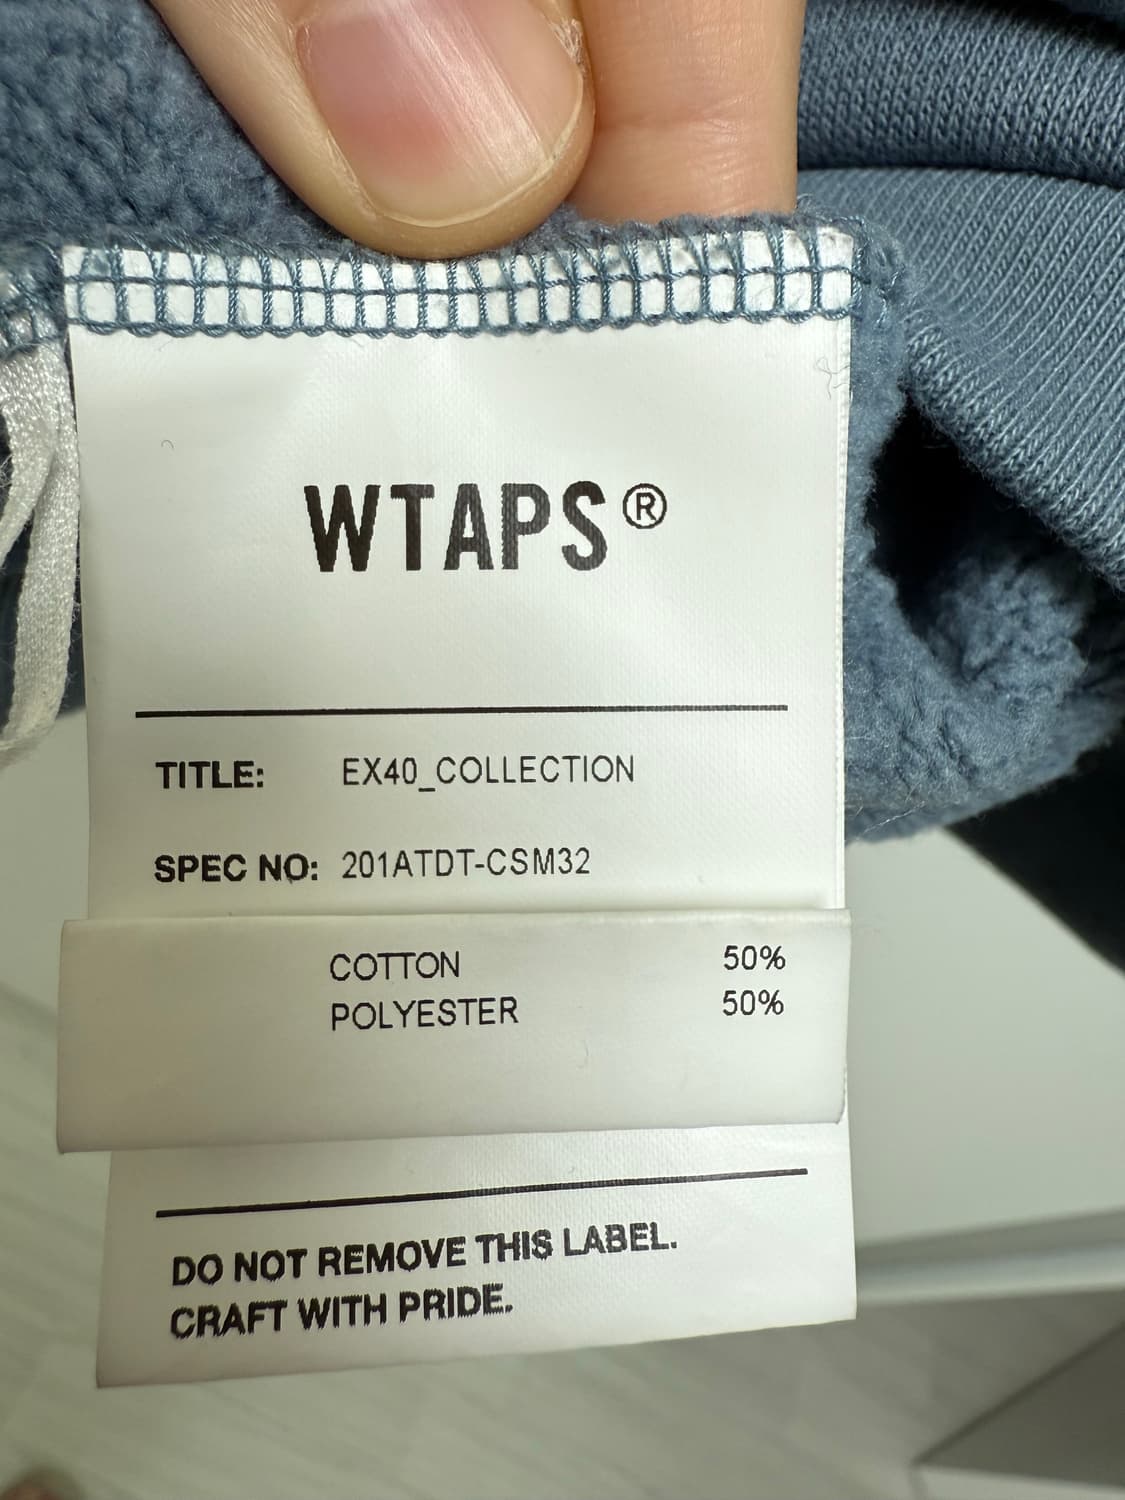 WTAPS®
TITLE: EX40_COLLECTION
SPEC NO: 201ATDT-CSM32
COTTON 50%
POLYESTER 50%
DO NOT REMOVE THIS LABEL.
CRAFT WITH PRIDE.